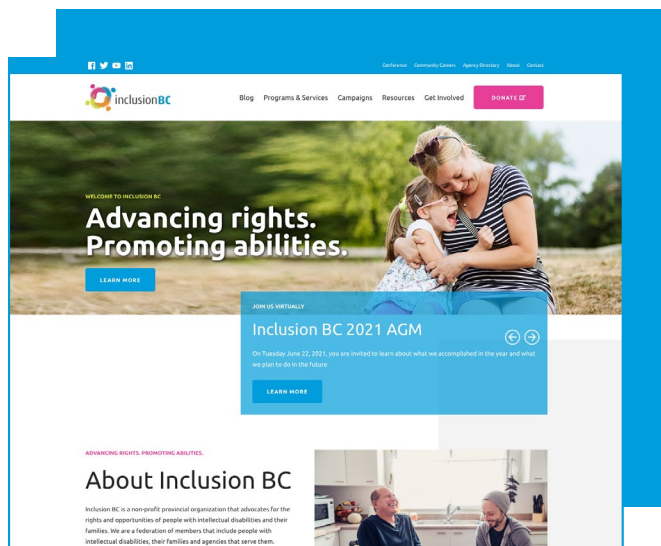 Conference Community Careers Agency Directory About Contact
inclusionBC
Blog Programs & Services Campaigns Resources Get Involved DONATE
WELCOME TO INCLUSION BC
Advancing rights.
Promoting abilities.
LEARN MORE
JOIN US VIRTUALLY
Inclusion BC 2021 AGM
On Tuesday June 22, 2021, you are invited to learn about what we accomplished in the year and what
we plan to do in the future
LEARN MORE
ADVANCING RIGHTS. PROMOTING ABILITIES.
About Inclusion BC
Inclusion BC is a non-profit provincial organization that advocates for the
rights and opportunities of people with intellectual disabilities and their
families. We are a federation of members that include people with
intellectual disabilities, their families and agencies that serve them.